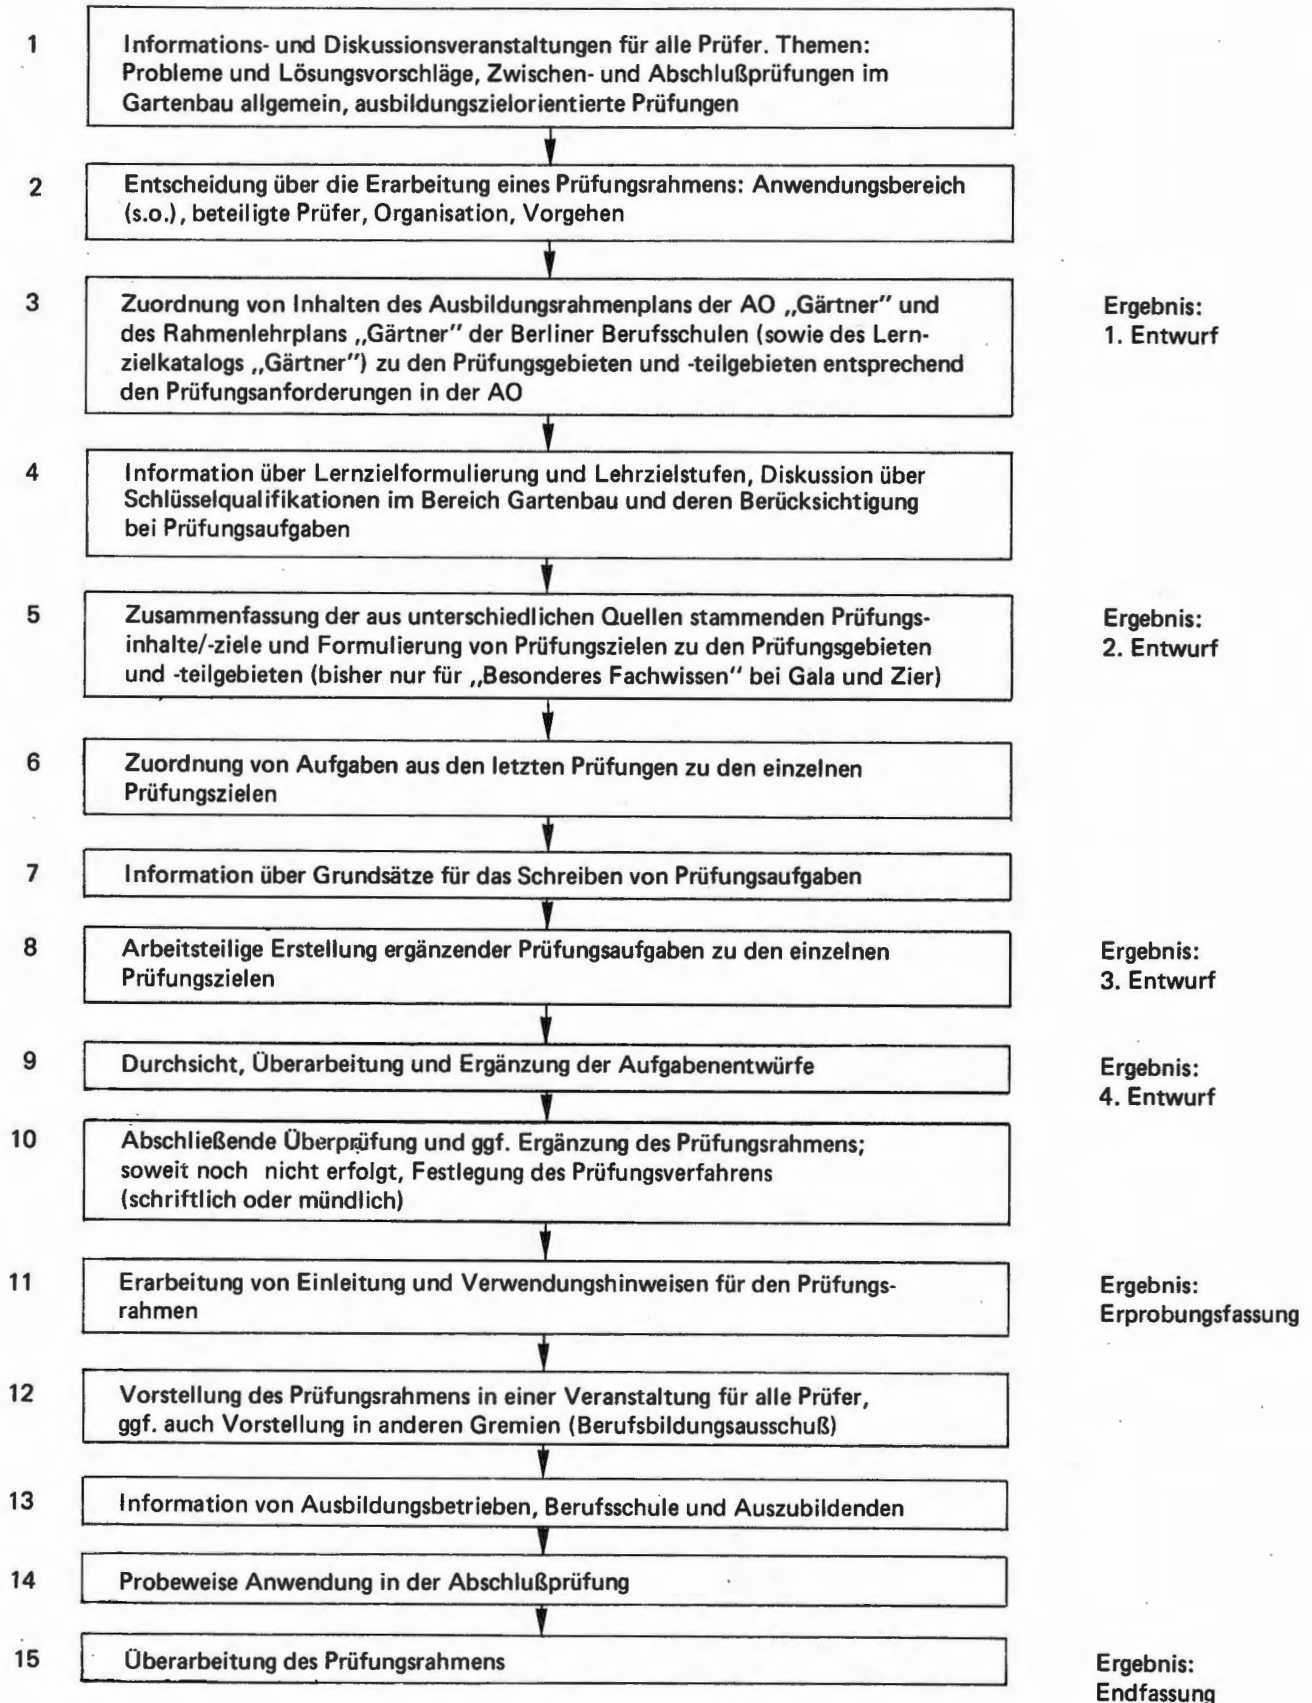 1 Informations- und Diskussionsveranstaltungen für alle Prüfer. Themen:
Probleme und Lösungsvorschläge, Zwischen- und Abschlußprüfungen im
Gartenbau allgemein, ausbildungszielorientierte Prüfungen
2 Entscheidung über die Erarbeitung eines Prüfungsrahmens: Anwendungsbereich
(s.o.), beteiligte Prüfer, Organisation, Vorgehen
3 Zuordnung von Inhalten des Ausbildungsrahmenplans der AO „Gärtner" und
des Rahmenlehrplans „Gärtner" der Berliner Berufsschulen (sowie des Lern-
zielkatalogs „Gärtner") zu den Prüfungsgebieten und -teilgebieten entsprechend
den Prüfungsanforderungen in der AO
Ergebnis:
1. Entwurf
4 Information über Lernzielformulierung und Lehrzielstufen, Diskussion über
Schlüsselqualifikationen im Bereich Gartenbau und deren Berücksichtigung
bei Prüfungsaufgaben
5 Zusammenfassung der aus unterschiedlichen Quellen stammenden Prüfungs-
inhalte/-ziele und Formulierung von Prüfungszielen zu den Prüfungsgebieten
und -teilgebieten (bisher nur für „Besonderes Fachwissen" bei Gala und Zier)
Ergebnis:
2. Entwurf
6 Zuordnung von Aufgaben aus den letzten Prüfungen zu den einzelnen
Prüfungszielen
7 Information über Grundsätze für das Schreiben von Prüfungsaufgaben
8 Arbeitsteilige Erstellung ergänzender Prüfungsaufgaben zu den einzelnen
Prüfungszielen
Ergebnis:
3. Entwurf
9 Durchsicht, Überarbeitung und Ergänzung der Aufgabenentwürfe
Ergebnis:
4. Entwurf
10 Abschließende Überprüfung und ggf. Ergänzung des Prüfungsrahmens;
soweit noch nicht erfolgt, Festlegung des Prüfungsverfahrens
(schriftlich oder mündlich)
11 Erarbeitung von Einleitung und Verwendungshinweisen für den Prüfungs-
rahmen
Ergebnis:
Erprobungsfassung
12 Vorstellung des Prüfungsrahmens in einer Veranstaltung für alle Prüfer,
ggf. auch Vorstellung in anderen Gremien (Berufsbildungsausschuß)
13 Information von Ausbildungsbetrieben, Berufsschule und Auszubildenden
14 Probeweise Anwendung in der Abschlußprüfung
15 Überarbeitung des Prüfungsrahmens
Ergebnis:
Endfassung